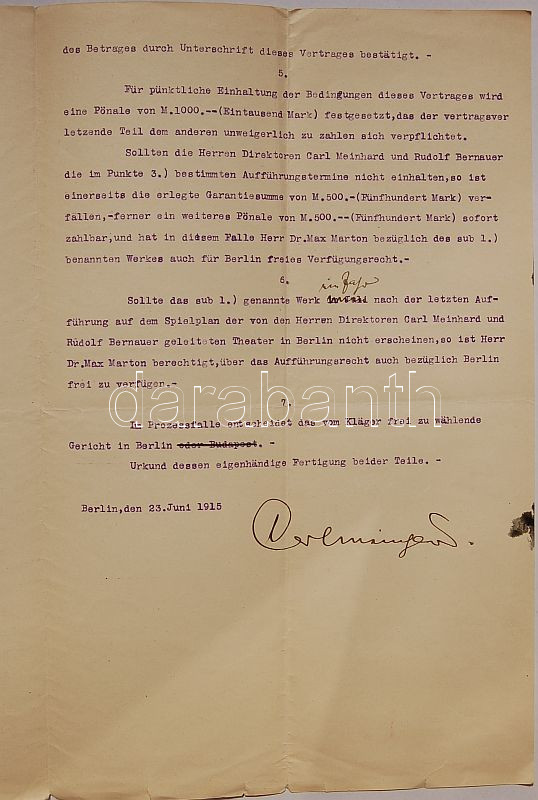 des Betrages durch Unterschrift dieses Vertrages bestätigt. -
5.
Für pünktliche Einhaltung der Bedingungen dieses Vertrages wird
eine Pönale von M.1000.--(Eintausend Mark) festgesetzt,das der vertragsver
letzende Teil dem anderen unweigerlich zu zahlen sich verpflichtet.
Sollten die Herren Direktoren Carl Meinhard und Rudolf Bernauer
die im Punkte 3.) bestimmten Aufführungstermine nicht einhalten,so ist
einerseits die erlegte Garantiesumme von M.500.-(Fünfhundert Mark) ver-
fallen,-ferner ein weiteres Pönale von M.500.--(Fünfhundert Mark) sofort
zahlbar,und hat in diesem Falle Herr Dr.Max Marton bezüglich des sub 1.)
benannten Werkes auch für Berlin freies Verfügungsrecht.-
6.
ein Jahr
Sollte das sub 1.) genannte Werk nach der letzten Auf-
führung auf dem Spielplan der von den Herren Direktoren Carl Meinhard und
Rudolf Bernauer geleiteten Theater in Berlin nicht erscheinen,so ist Herr
Dr.Max Marton berechtigt,über das Aufführungsrecht auch bezüglich Berlin
frei zu verfügen.-
darabanth
7.
Im Prozessfalle entscheidet das vom Kläger frei zu wählende
Gericht in Berlin oder Budapest. -
Urkund dessen eigenhändige Fertigung beider Teile. -
Berlin,den 23.Juni 1915